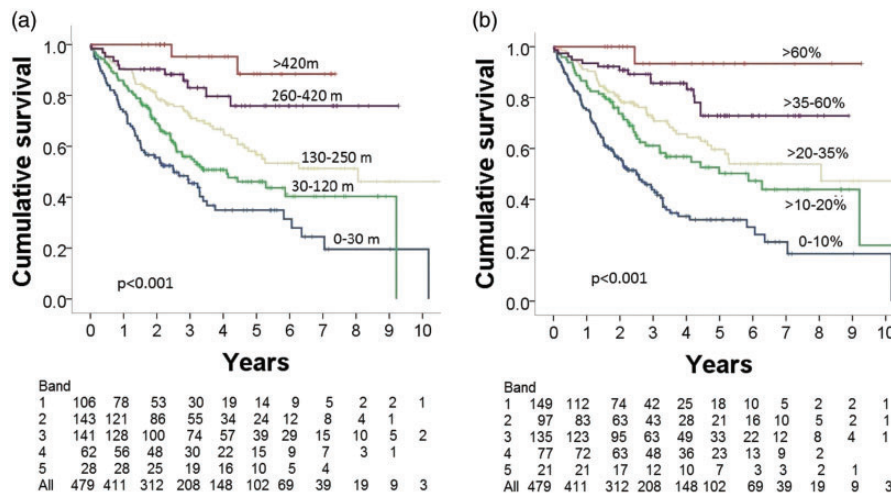 (a)
Cumulative survival
1.0
0.8
0.6
0.4
0.2
0.0
>420m
260-420 m
130-250 m
30-120 m
0-30 m
p<0.001
0 1 2 3 4 5 6 7 8 9 10
Years
Band
1 106 78 53 30 19 14 9 5 2 2 1
2 143 121 86 55 34 24 12 8 4 1
3 141 128 100 74 57 39 29 15 10 5 2
4 62 56 48 30 22 15 9 7 3 1
5 28 28 25 19 16 10 5 4
All 479 411 312 208 148 102 69 39 19 9 3
(b)
Cumulative survival
1.0
0.8
0.6
0.4
0.2
0.0
>60%
>35-60%
>20-35%
>10-20%
0-10%
p<0.001
0 1 2 3 4 5 6 7 8 9 10
Years
Band
1 149 112 74 42 25 18 10 5 2 2 1
2 97 83 63 43 28 21 16 10 5 2 1
3 135 123 95 63 49 33 22 12 8 4 1
4 77 72 63 48 36 23 13 9 2
5 21 21 17 12 10 7 3 3 2 1
All 479 411 312 208 148 102 69 39 19 9 3